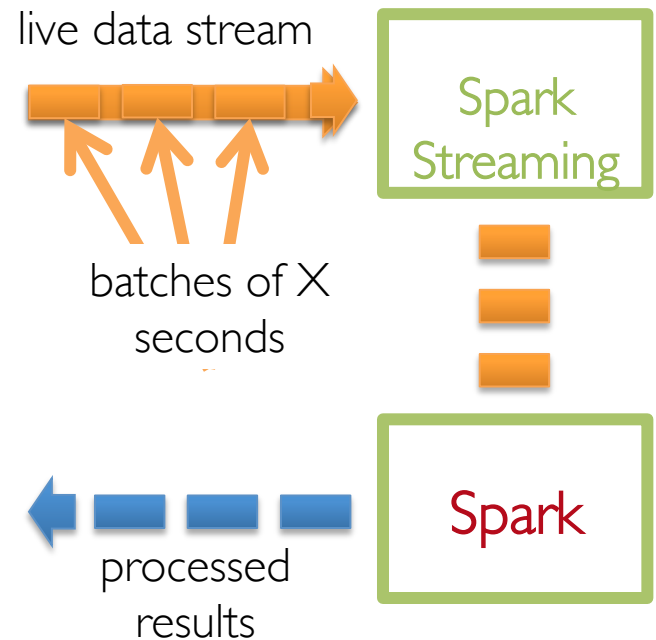 live data stream
Spark
Streaming
batches of X
seconds
Spark
processed
results